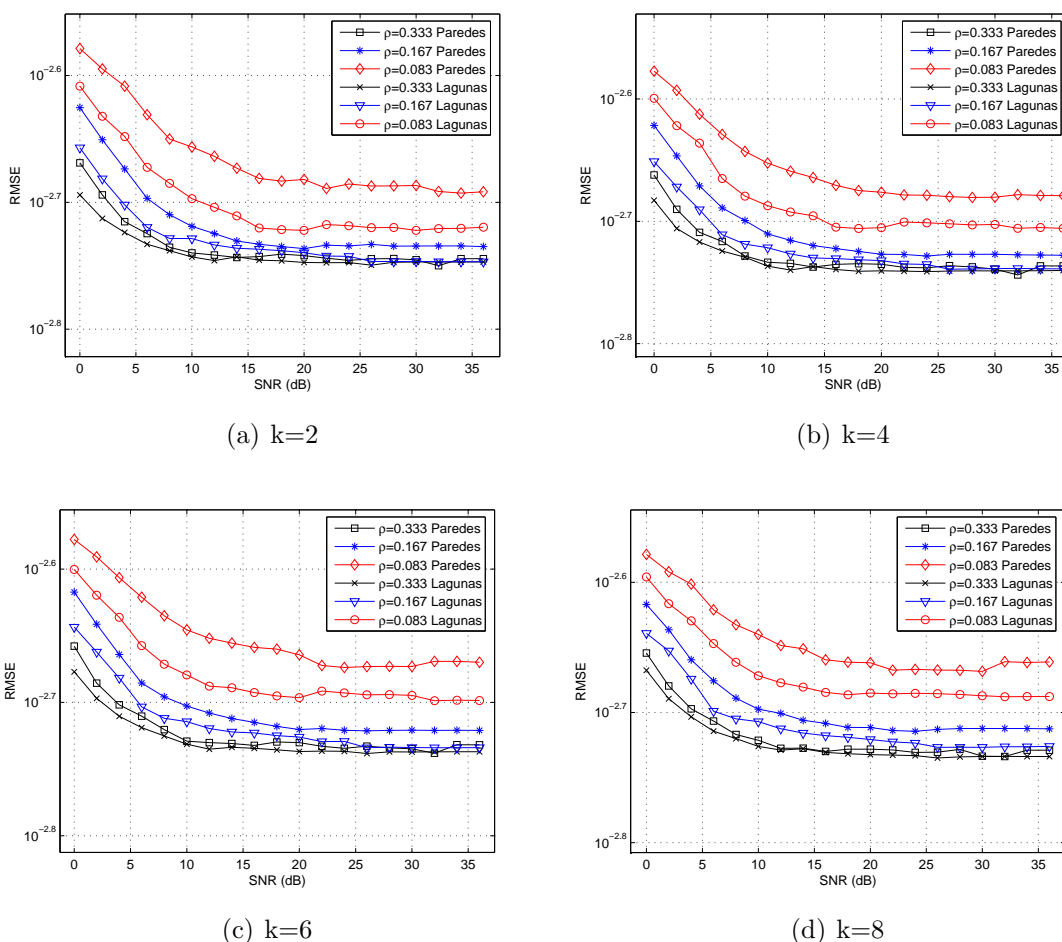 ρ=0.333 Paredes
ρ=0.167 Paredes
ρ=0.083 Paredes
ρ=0.333 Lagunas
ρ=0.167 Lagunas
ρ=0.083 Lagunas
10^-2.6
10^-2.7
10^-2.8
RMSE
0 5 10 15 20 25 30 35
SNR (dB)
(a) k=2
ρ=0.333 Paredes
ρ=0.167 Paredes
ρ=0.083 Paredes
ρ=0.333 Lagunas
ρ=0.167 Lagunas
ρ=0.083 Lagunas
10^-2.6
10^-2.7
10^-2.8
RMSE
0 5 10 15 20 25 30 35
SNR (dB)
(b) k=4
ρ=0.333 Paredes
ρ=0.167 Paredes
ρ=0.083 Paredes
ρ=0.333 Lagunas
ρ=0.167 Lagunas
ρ=0.083 Lagunas
10^-2.6
10^-2.7
10^-2.8
RMSE
0 5 10 15 20 25 30 35
SNR (dB)
(c) k=6
ρ=0.333 Paredes
ρ=0.167 Paredes
ρ=0.083 Paredes
ρ=0.333 Lagunas
ρ=0.167 Lagunas
ρ=0.083 Lagunas
10^-2.6
10^-2.7
10^-2.8
RMSE
0 5 10 15 20 25 30 35
SNR (dB)
(d) k=8